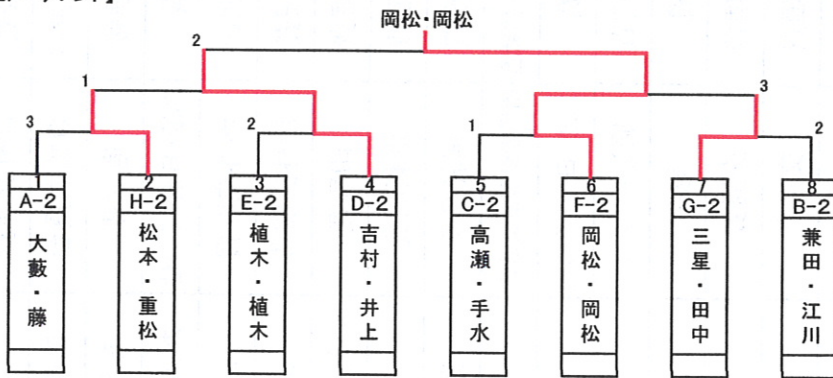 岡松・岡松
2
1
3
3
2
1
2
1 2 3 4 5 6 7 8
A-2 H-2 E-2 D-2 C-2 F-2 G-2 B-2
大藪・藤
松本・重松
植木・植木
吉村・井上
高瀬・手水
岡松・岡松
三星・田中
兼田・江川